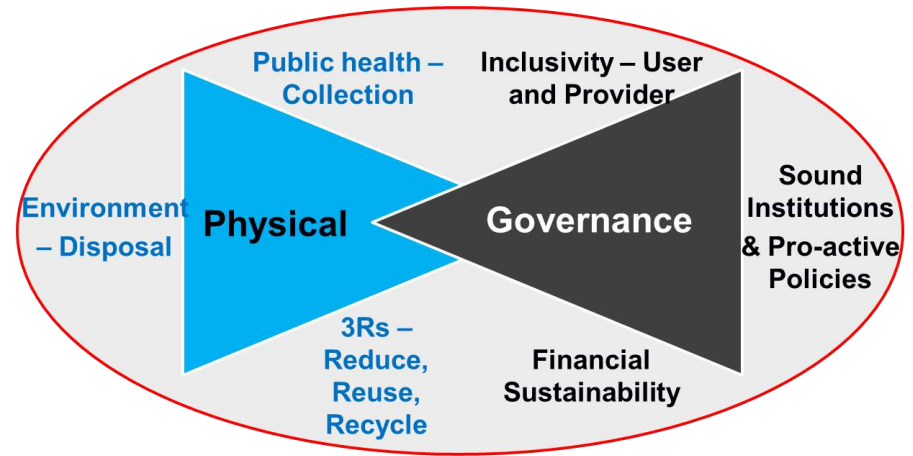 Public health –
Collection
Inclusivity – User
and Provider
Environment
– Disposal
Physical
Governance
Sound
Institutions
& Pro-active
Policies
3Rs –
Reduce,
Reuse,
Recycle
Financial
Sustainability